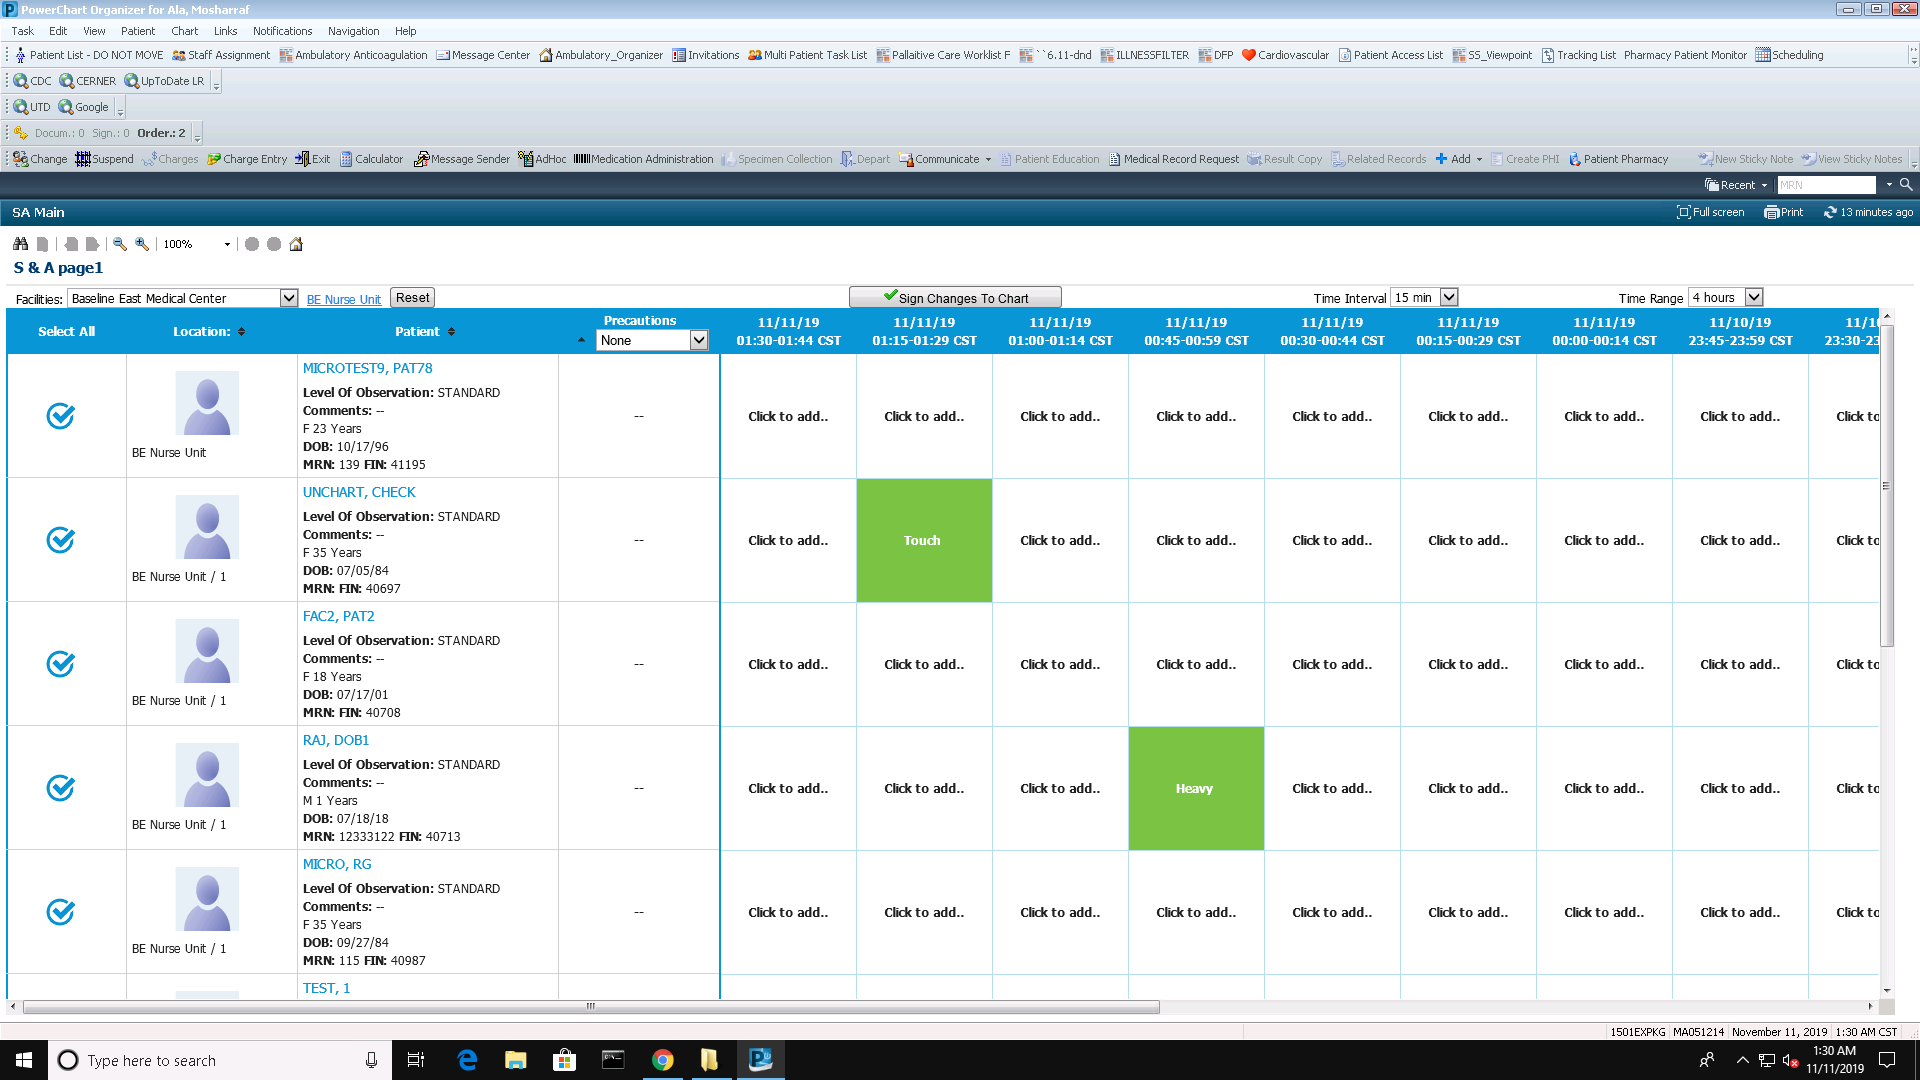 PowerChart Organizer for Ala, Mosharraf
Task Edit View Patient Chart Links Notifications Navigation Help
Patient List - DO NOT MOVE Staff Assignment Ambulatory Anticoagulation Message Center Ambulatory_Organizer Invitations Multi Patient Task List Pallaitive Care Worklist F ``6.11-dnd ILLNESSFILTER DFP Cardiovascular Patient Access List SS_Viewpoint Tracking List Pharmacy Patient Monitor Scheduling
CDC CERNER UpToDate LR
UTD Google
Docum.: 0 Sign.: 0 Order.: 2
Change Suspend Charges Charge Entry Exit Calculator Message Sender AdHoc Medication Administration Specimen Collection Depart Communicate Patient Education Medical Record Request Result Copy Related Records Add Create PHI Patient Pharmacy New Sticky Note View Sticky Notes
Recent MRN
SA Main Full screen Print 13 minutes ago
100%
S & A page1
Facilities: Baseline East Medical Center BE Nurse Unit Reset Sign Changes To Chart Time Interval 15 min Time Range 4 hours
Select All Location: Patient Precautions None
11/11/19 11/11/19 11/11/19 11/11/19 11/11/19 11/11/19 11/11/19 11/10/19 11/1
01:30-01:44 CST 01:15-01:29 CST 01:00-01:14 CST 00:45-00:59 CST 00:30-00:44 CST 00:15-00:29 CST 00:00-00:14 CST 23:45-23:59 CST 23:30-23
MICROTEST9, PAT78
Level Of Observation: STANDARD
Comments: --
F 23 Years
DOB: 10/17/96
MRN: 139 FIN: 41195
BE Nurse Unit
-- Click to add.. Click to add.. Click to add.. Click to add.. Click to add.. Click to add.. Click to add.. Click to add.. Click to
UNCHART, CHECK
Level Of Observation: STANDARD
Comments: --
F 35 Years
DOB: 07/05/84
MRN: FIN: 40697
BE Nurse Unit / 1
-- Click to add.. Touch Click to add.. Click to add.. Click to add.. Click to add.. Click to add.. Click to add.. Click to
FAC2, PAT2
Level Of Observation: STANDARD
Comments: --
F 18 Years
DOB: 07/17/01
MRN: FIN: 40708
BE Nurse Unit / 1
-- Click to add.. Click to add.. Click to add.. Click to add.. Click to add.. Click to add.. Click to add.. Click to add.. Click to
RAJ, DOB1
Level Of Observation: STANDARD
Comments: --
M 1 Years
DOB: 07/18/18
MRN: 12333122 FIN: 40713
BE Nurse Unit / 1
-- Click to add.. Click to add.. Click to add.. Heavy Click to add.. Click to add.. Click to add.. Click to add.. Click to
MICRO, RG
Level Of Observation: STANDARD
Comments: --
F 35 Years
DOB: 09/27/84
MRN: 115 FIN: 40987
BE Nurse Unit / 1
-- Click to add.. Click to add.. Click to add.. Click to add.. Click to add.. Click to add.. Click to add.. Click to add.. Click to
TEST, 1
1501EXPKG MA051214 November 11, 2019 1:30 AM CST
Type here to search
1:30 AM
11/11/2019